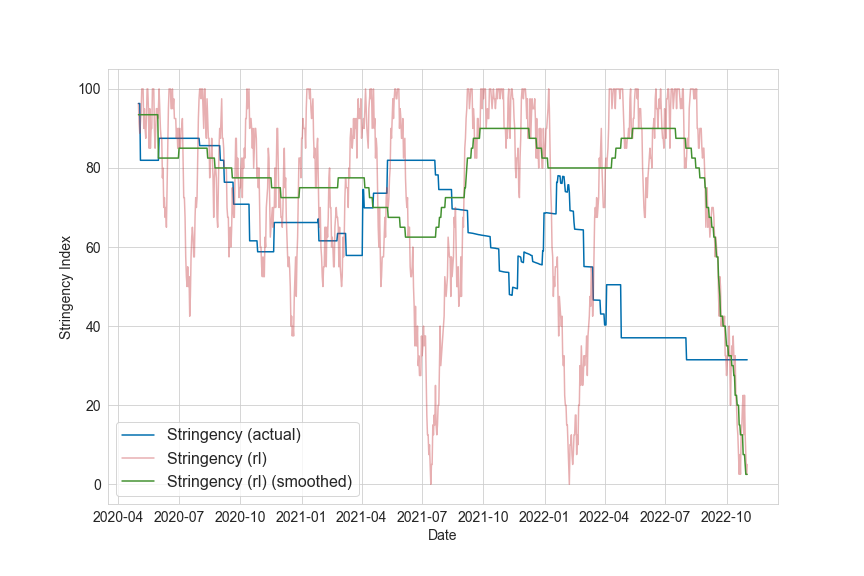 100
80
60
40
20
0
Stringency Index
Stringency (actual)
Stringency (rl)
Stringency (rl) (smoothed)
2020-04 2020-07 2020-10 2021-01 2021-04 2021-07 2021-10 2022-01 2022-04 2022-07 2022-10
Date